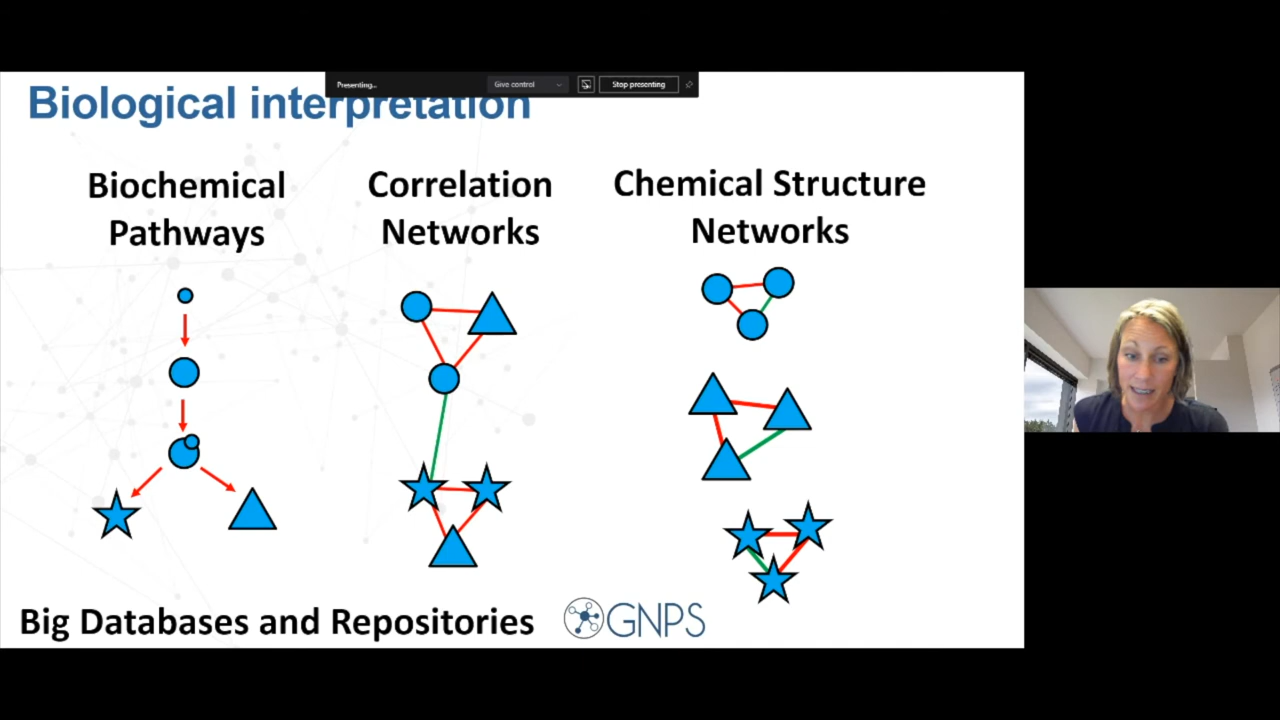 Presenting...
Give control
Stop presenting
Biological interpretation
Biochemical
Pathways
Correlation
Networks
Chemical Structure
Networks
Big Databases and Repositories
GNPS